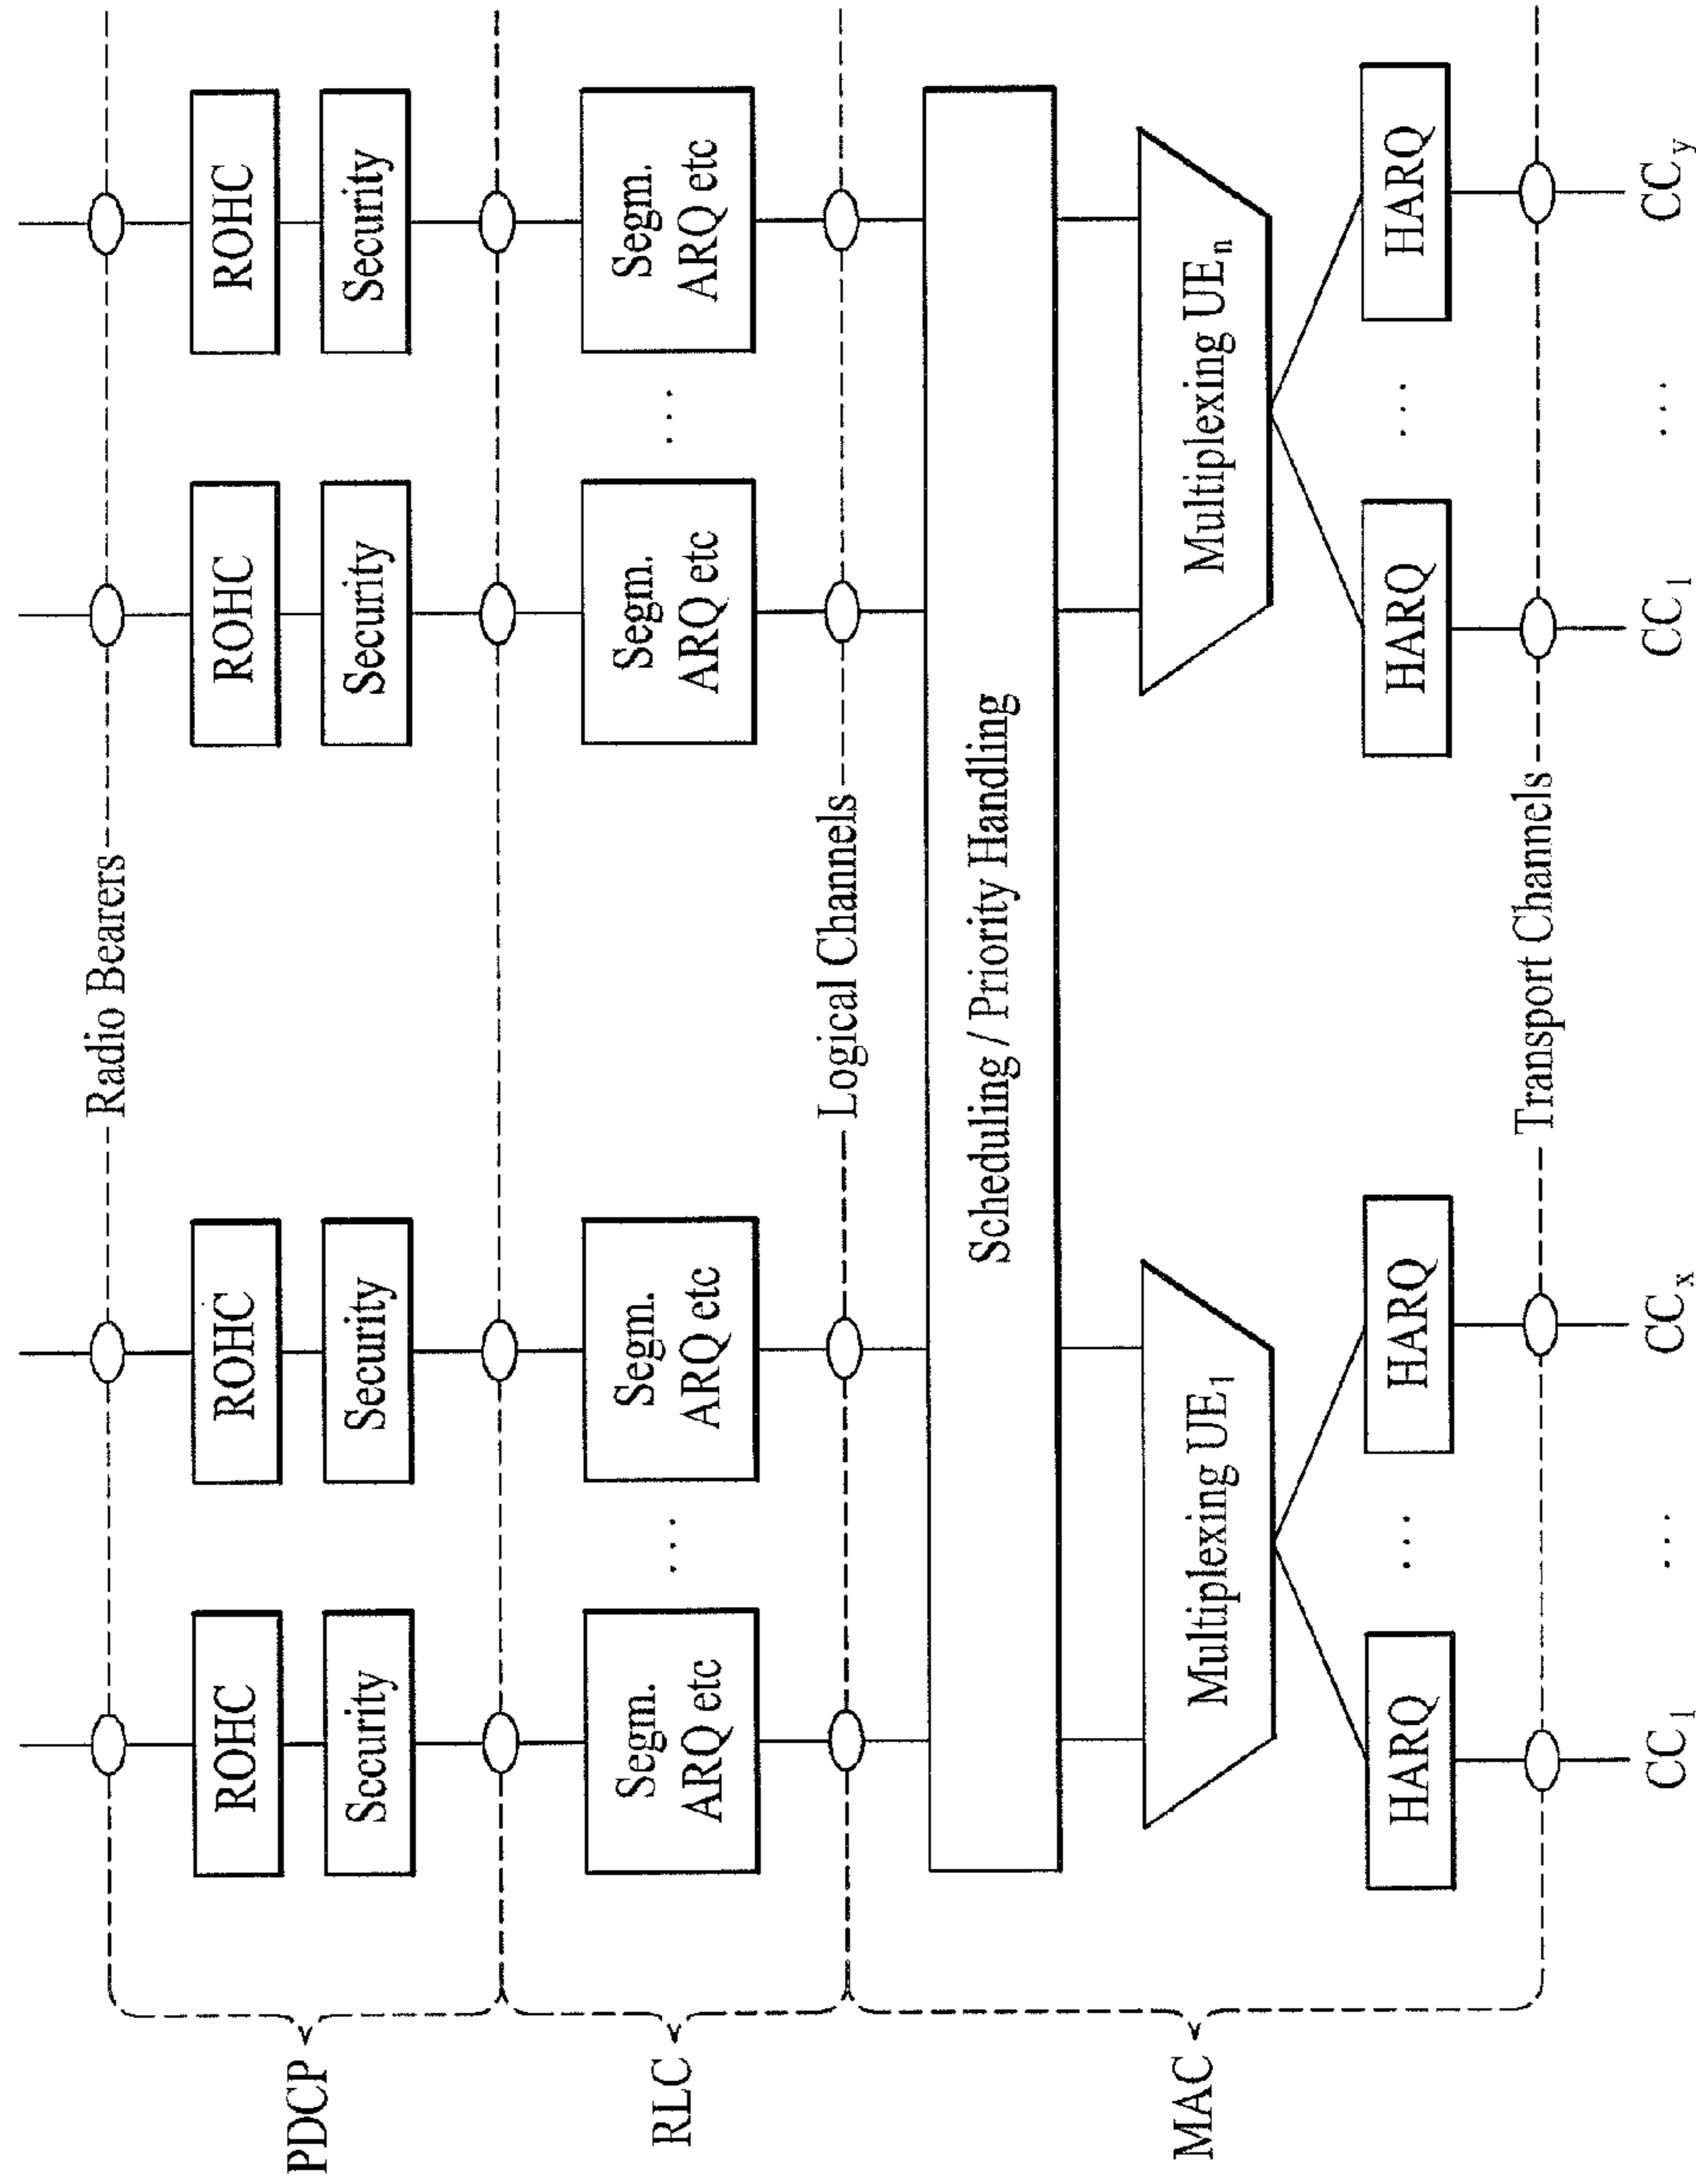 Radio Bearers
ROHC
ROHC
ROHC
ROHC
PDCP
Security
Security
Security
Security
RLC
Segm.
ARQ etc
...
Segm.
ARQ etc
Segm.
ARQ etc
...
Segm.
ARQ etc
Logical Channels
Scheduling / Priority Handling
MAC
Multiplexing UE₁
Multiplexing UEₙ
HARQ
...
HARQ
HARQ
...
HARQ
Transport Channels
CC₁
...
CCₓ
CC₁
...
CCᵧ